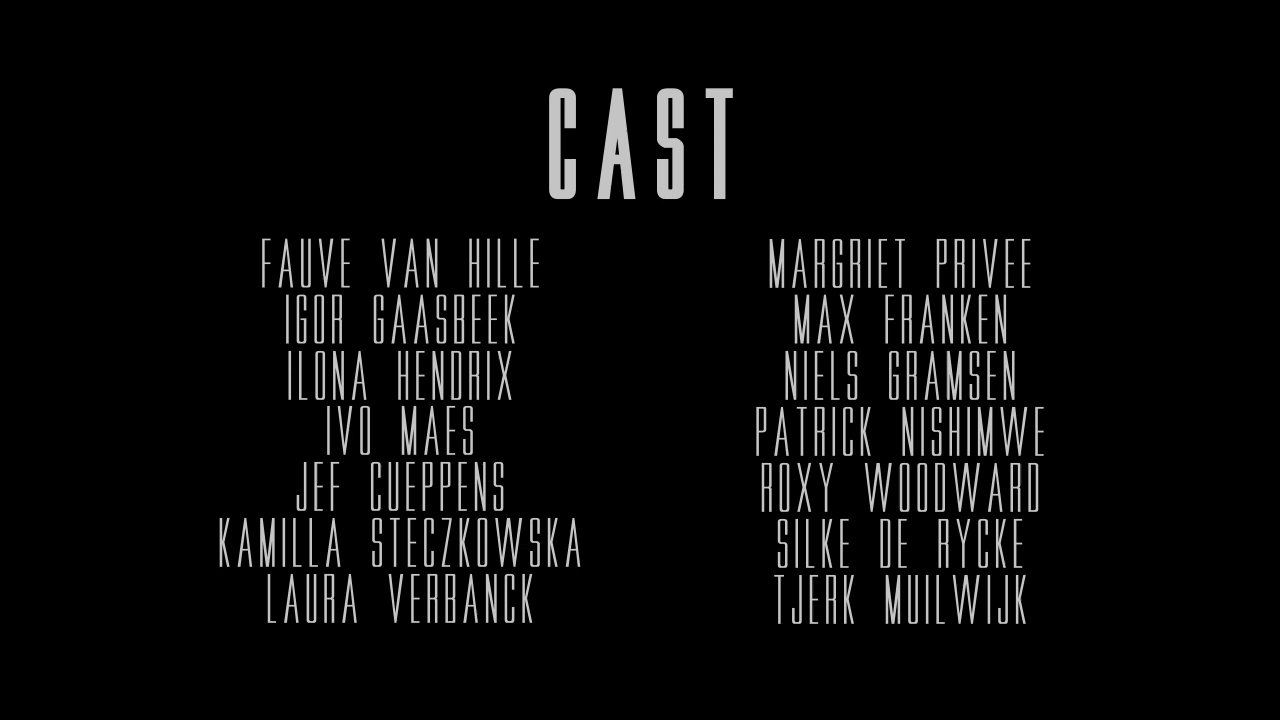 CAST
FAUVE VAN HILLE
IGOR GAASBEEK
ILONA HENDRIX
IVO MAES
JEF CUEPPENS
KAMILLA STECZKOWSKA
LAURA VERBANCK
MARGRIET PRIVEE
MAX FRANKEN
NIELS GRAMSEN
PATRICK NISHIMWE
ROXY WOODWARD
SILKE DE RYCKE
TJERK MUILWIJK